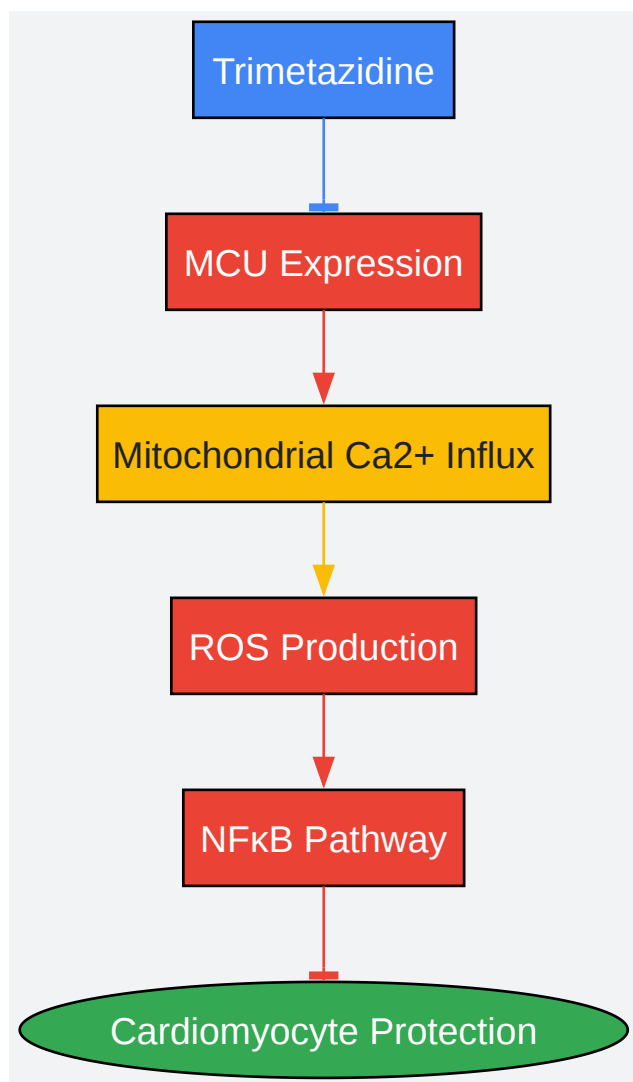 Trimetazidine
MCU Expression
Mitochondrial Ca2+ Influx
ROS Production
NFκB Pathway
Cardiomyocyte Protection